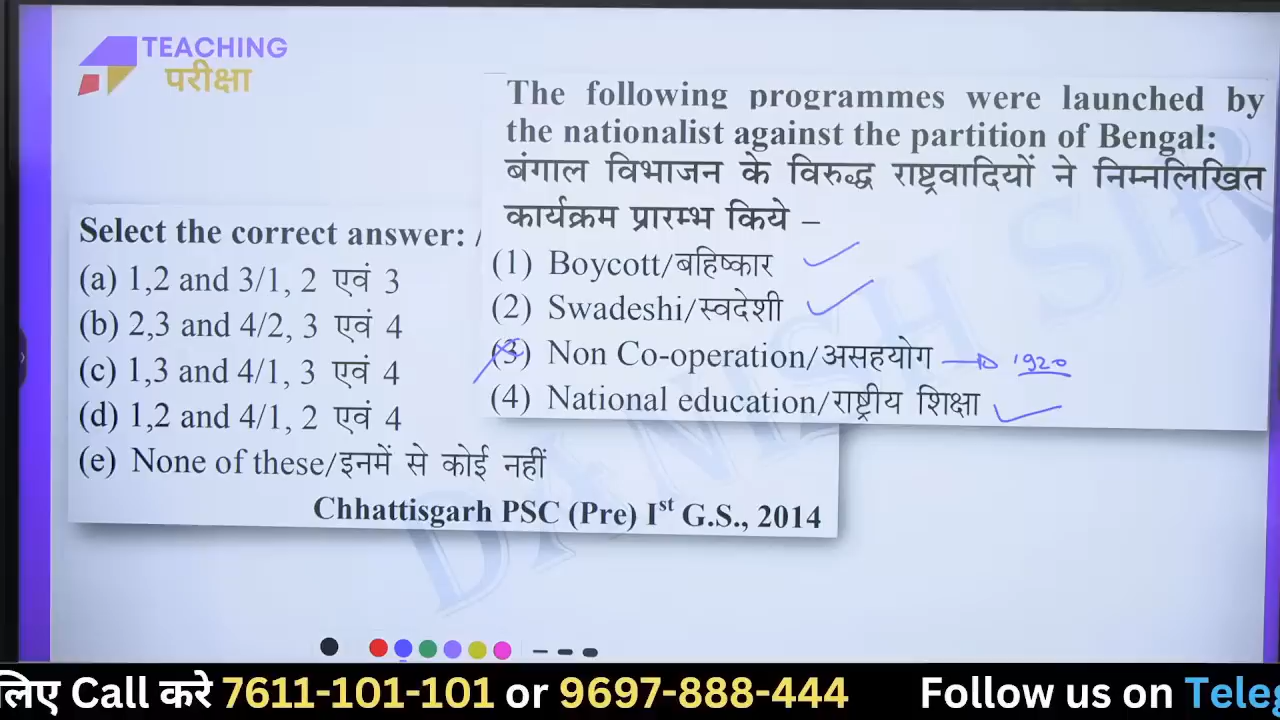 TEACHING
परीक्षा
The following programmes were launched by
the nationalist against the partition of Bengal:
बंगाल विभाजन के विरुद्ध राष्ट्रवादियों ने निम्नलिखित
कार्यक्रम प्रारम्भ किये –
(1) Boycott/बहिष्कार
(2) Swadeshi/स्वदेशी
(3) Non Co-operation/असहयोग 1920
(4) National education/राष्ट्रीय शिक्षा
Select the correct answer: /
(a) 1,2 and 3/1, 2 एवं 3
(b) 2,3 and 4/2, 3 एवं 4
(c) 1,3 and 4/1, 3 एवं 4
(d) 1,2 and 4/1, 2 एवं 4
(e) None of these/इनमें से कोई नहीं
Chhattisgarh PSC (Pre) Ist G.S., 2014
DANISH SIR
लिए Call करे 7611-101-101 or 9697-888-444 Follow us on Teleg